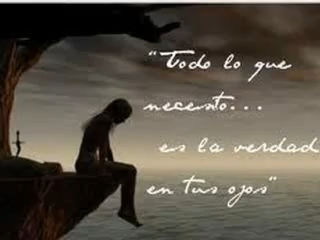 "Todo lo que
necesito...
es la verdad
en tus ojos"